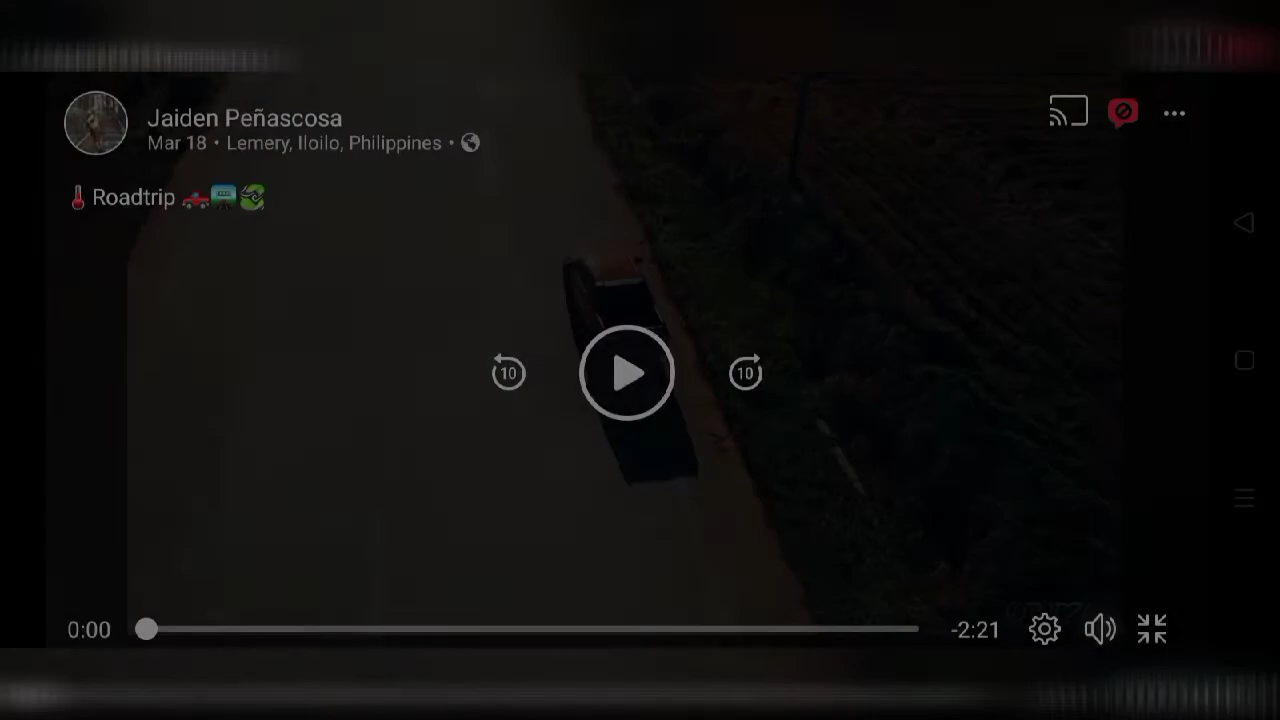 Jaiden Peñascosa
Mar 18 • Lemery, Iloilo, Philippines •
Roadtrip
10
10
0:00
-2:21